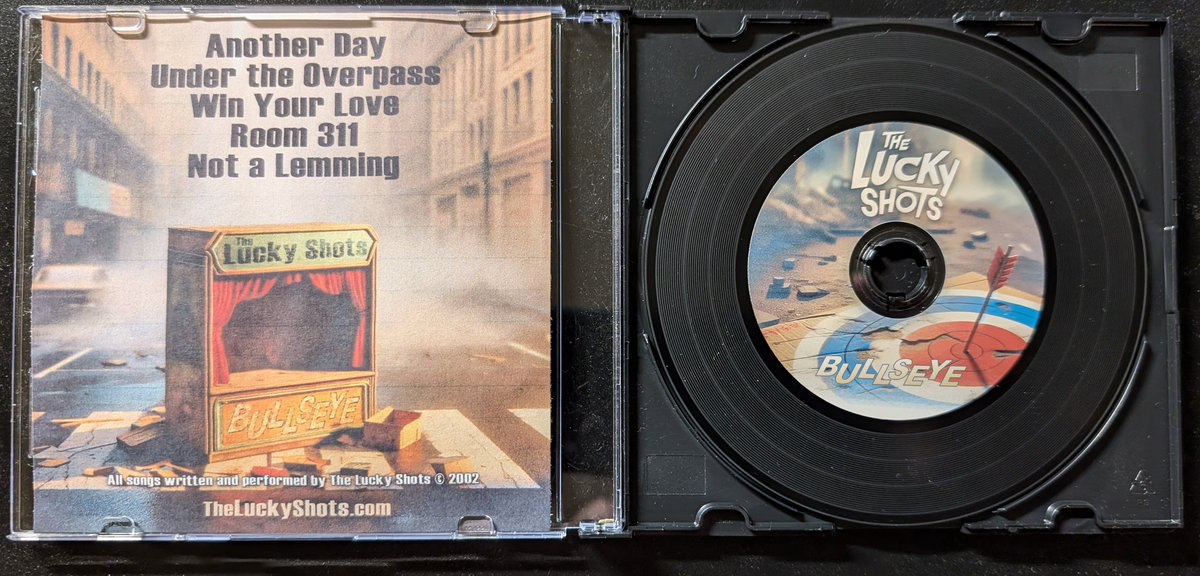 Another Day
Under the Overpass
Win Your Love
Room 311
Not a Lemming
The
Lucky Shots
BULLSEYE
All songs written and performed by The Lucky Shots © 2002
TheLuckyShots.com
THE
LUCKY
SHOTS
BULLSEYE